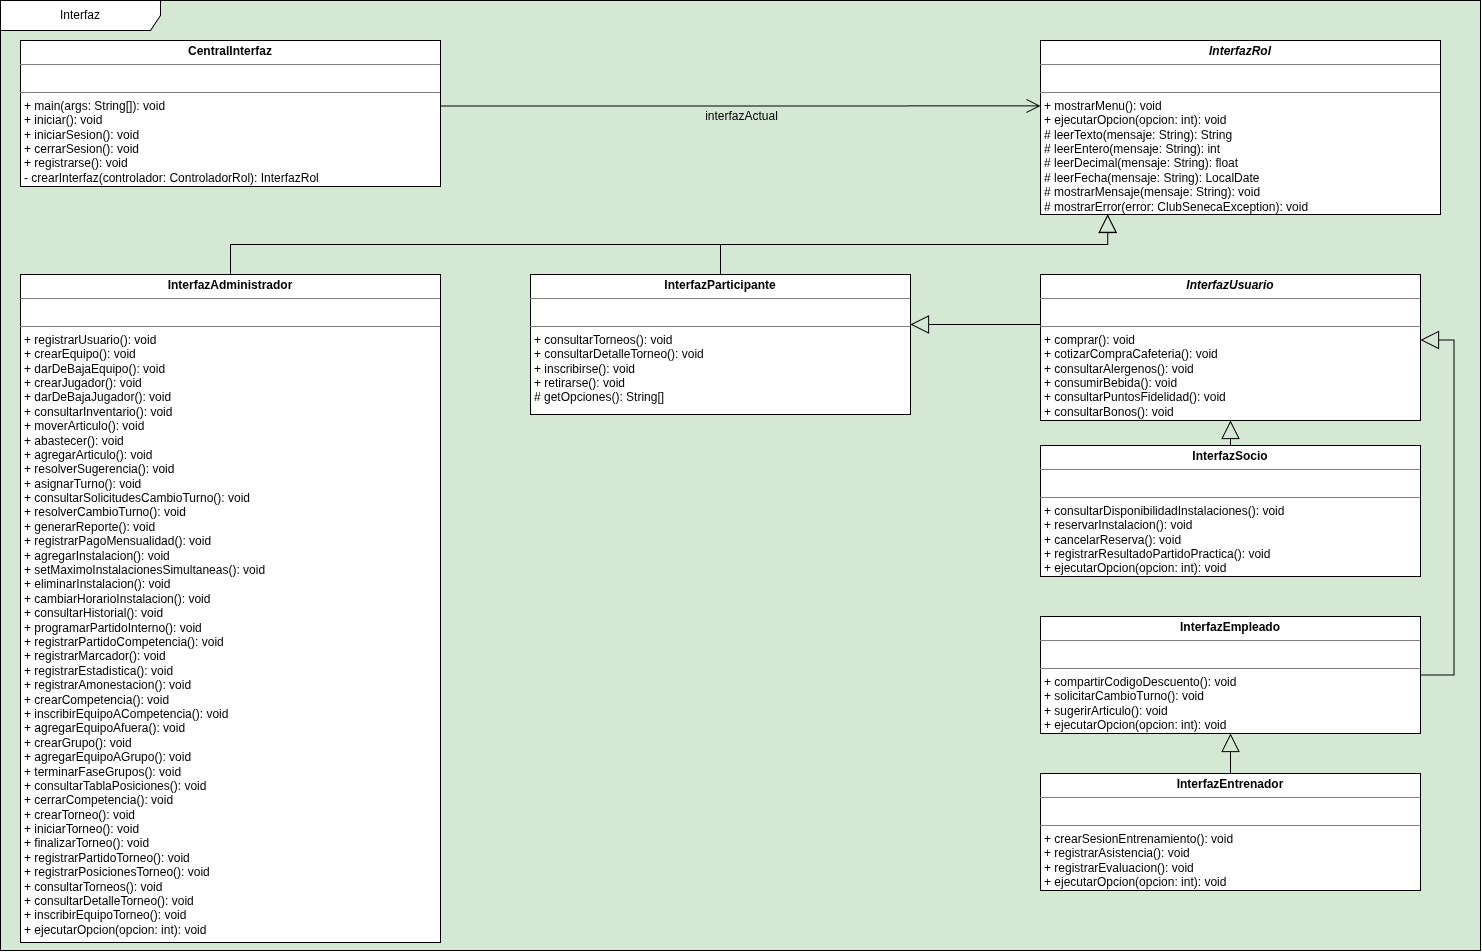 Interfaz
CentralInterfaz
+ main(args: String[]): void
+ iniciar(): void
+ iniciarSesion(): void
+ cerrarSesion(): void
+ registrarse(): void
- crearInterfaz(controlador: ControladorRol): InterfazRol
interfazActual
InterfazRol
+ mostrarMenu(): void
+ ejecutarOpcion(opcion: int): void
# leerTexto(mensaje: String): String
# leerEntero(mensaje: String): int
# leerDecimal(mensaje: String): float
# leerFecha(mensaje: String): LocalDate
# mostrarMensaje(mensaje: String): void
# mostrarError(error: ClubSenecaException): void
InterfazAdministrador
+ registrarUsuario(): void
+ crearEquipo(): void
+ darDeBajaEquipo(): void
+ crearJugador(): void
+ darDeBajaJugador(): void
+ consultarInventario(): void
+ moverArticulo(): void
+ abastecer(): void
+ agregarArticulo(): void
+ resolverSugerencia(): void
+ asignarTurno(): void
+ consultarSolicitudesCambioTurno(): void
+ resolverCambioTurno(): void
+ generarReporte(): void
+ registrarPagoMensualidad(): void
+ agregarInstalacion(): void
+ setMaximoInstalacionesSimultaneas(): void
+ eliminarInstalacion(): void
+ cambiarHorarioInstalacion(): void
+ consultarHistorial(): void
+ programarPartidoInterno(): void
+ registrarPartidoCompetencia(): void
+ registrarMarcador(): void
+ registrarEstadistica(): void
+ registrarAmonestacion(): void
+ crearCompetencia(): void
+ inscribirEquipoACompetencia(): void
+ agregarEquipoAfuera(): void
+ crearGrupo(): void
+ agregarEquipoAGrupo(): void
+ terminarFaseGrupos(): void
+ consultarTablaPosiciones(): void
+ cerrarCompetencia(): void
+ crearTorneo(): void
+ iniciarTorneo(): void
+ finalizarTorneo(): void
+ registrarPartidoTorneo(): void
+ registrarPosicionesTorneo(): void
+ consultarTorneos(): void
+ consultarDetalleTorneo(): void
+ inscribirEquipoTorneo(): void
+ ejecutarOpcion(opcion: int): void
InterfazParticipante
+ consultarTorneos(): void
+ consultarDetalleTorneo(): void
+ inscribirse(): void
+ retirarse(): void
# getOpciones(): String[]
InterfazUsuario
+ comprar(): void
+ cotizarCompraCafeteria(): void
+ consultarAlergenos(): void
+ consumirBebida(): void
+ consultarPuntosFidelidad(): void
+ consultarBonos(): void
InterfazSocio
+ consultarDisponibilidadInstalaciones(): void
+ reservarInstalacion(): void
+ cancelarReserva(): void
+ registrarResultadoPartidoPractica(): void
+ ejecutarOpcion(opcion: int): void
InterfazEmpleado
+ compartirCodigoDescuento(): void
+ solicitarCambioTurno(): void
+ sugerirArticulo(): void
+ ejecutarOpcion(opcion: int): void
InterfazEntrenador
+ crearSesionEntrenamiento(): void
+ registrarAsistencia(): void
+ registrarEvaluacion(): void
+ ejecutarOpcion(opcion: int): void